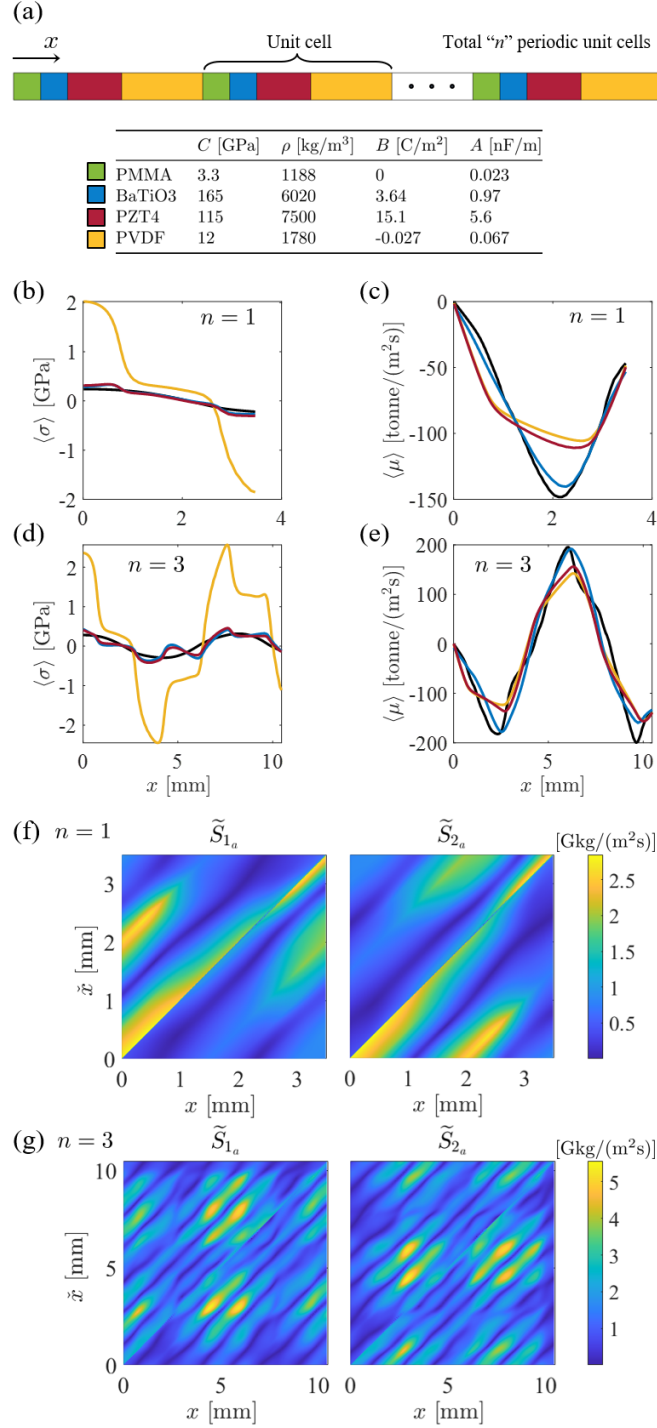 (a)
x
Unit cell
Total “n” periodic unit cells
C [GPa] ρ [kg/m³] B [C/m²] A [nF/m]
PMMA 3.3 1188 0 0.023
BaTiO3 165 6020 3.64 0.97
PZT4 115 7500 15.1 5.6
PVDF 12 1780 -0.027 0.067
(b)
n = 1
⟨σ⟩ [GPa]
2
1
0
-1
-2
0 2 4
(c)
n = 1
⟨μ⟩ [tonne/(m²s)]
0
-50
-100
-150
0 2 4
(d)
n = 3
⟨σ⟩ [GPa]
2
1
0
-1
-2
0 5 10
x [mm]
(e)
n = 3
⟨μ⟩ [tonne/(m²s)]
200
100
0
-100
-200
0 5 10
x [mm]
(f) n = 1
S̃₁ₐ
S̃₂ₐ
[Gkg/(m²s)]
x̌ [mm]
3
2
1
0
0 1 2 3
x [mm]
0 1 2 3
x [mm]
2.5
2
1.5
1
0.5
(g) n = 3
S̃₁ₐ
S̃₂ₐ
[Gkg/(m²s)]
x̌ [mm]
10
5
0
0 5 10
x [mm]
0 5 10
x [mm]
5
4
3
2
1